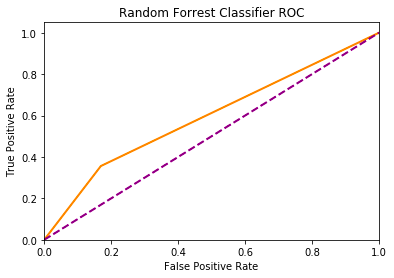 Random Forrest Classifier ROC
True Positive Rate
1.0
0.8
0.6
0.4
0.2
0.0
0.0 0.2 0.4 0.6 0.8 1.0
False Positive Rate